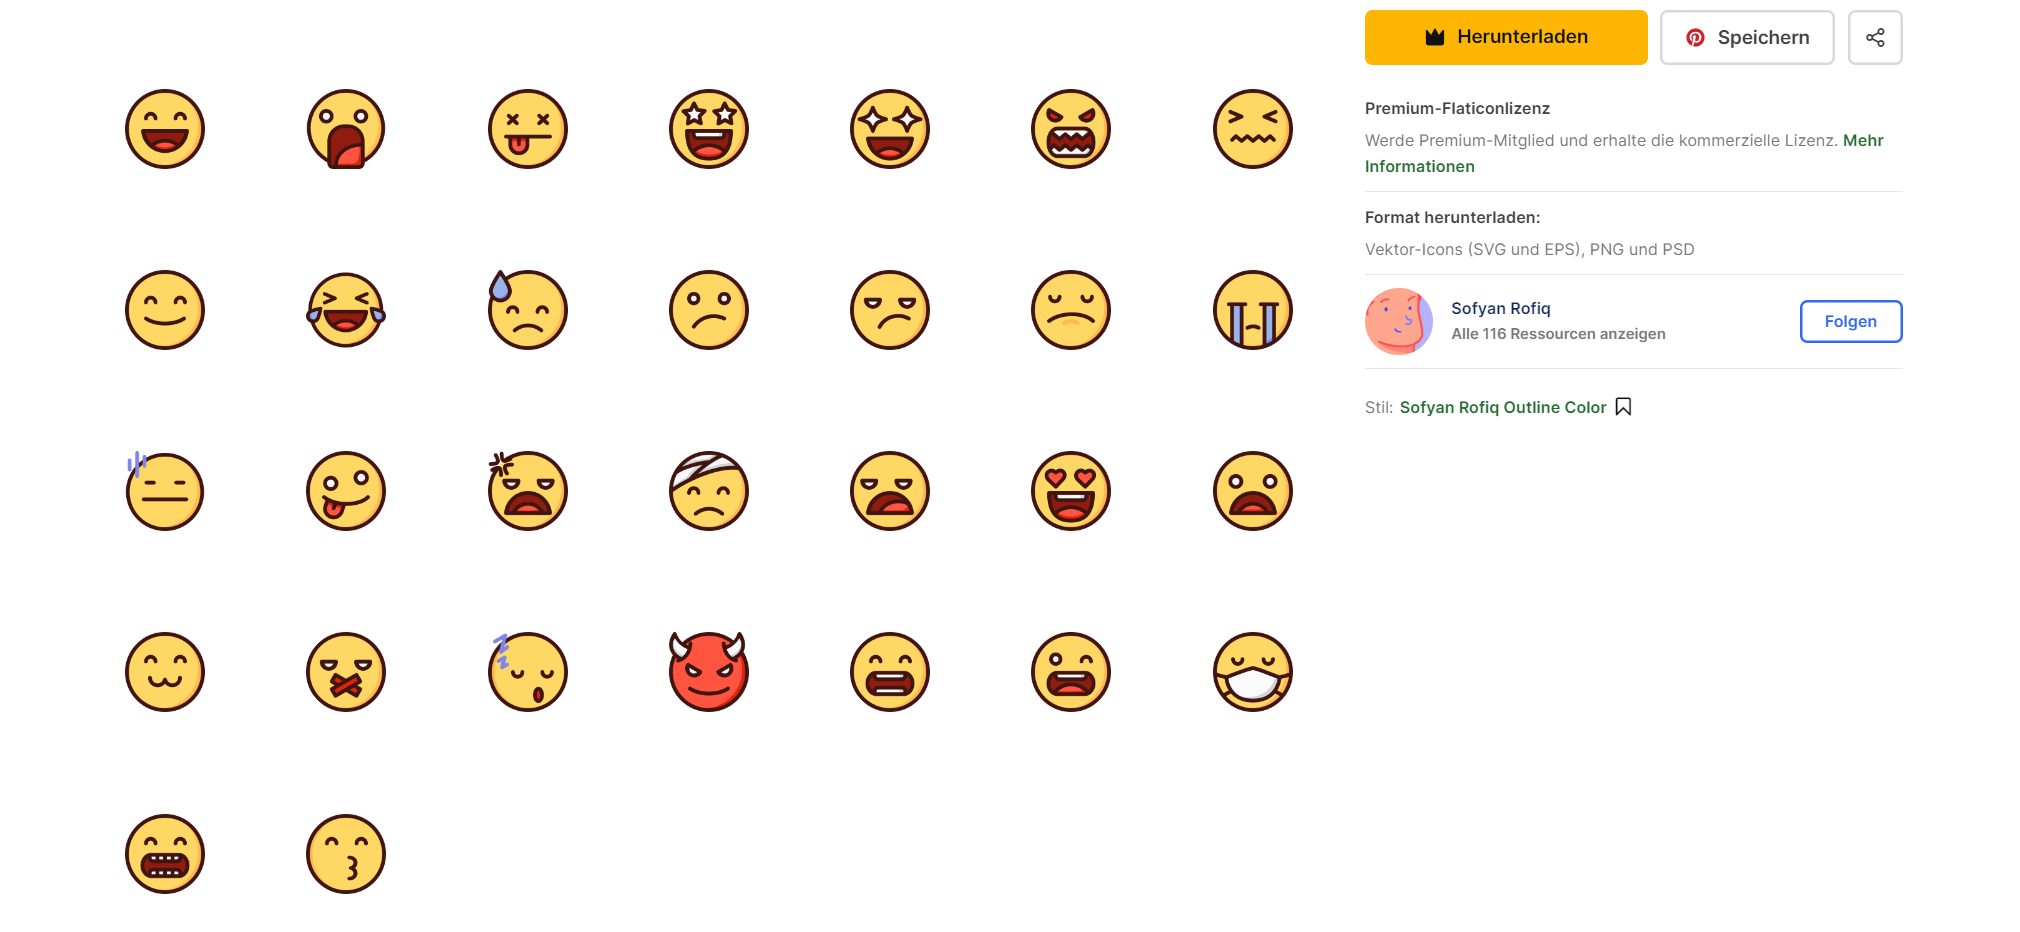 Herunterladen
Speichern
Premium-Flaticonlizenz
Werde Premium-Mitglied und erhalte die kommerzielle Lizenz. Mehr
Informationen
Format herunterladen:
Vektor-Icons (SVG und EPS), PNG und PSD
Sofyan Rofiq
Alle 116 Ressourcen anzeigen
Folgen
Stil: Sofyan Rofiq Outline Color